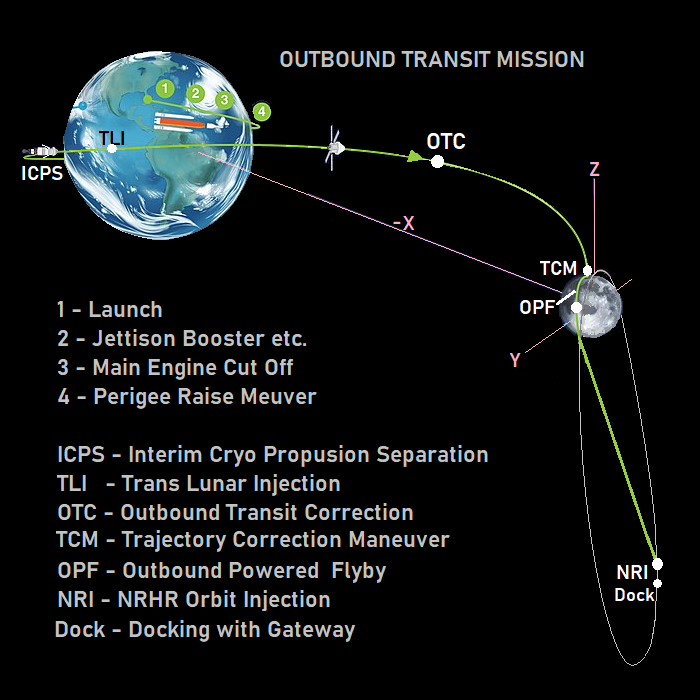 OUTBOUND TRANSIT MISSION
1
2
3
4
TLI
ICPS
OTC
Z
-X
TCM
OPF
Y
1 - Launch
2 - Jettison Booster etc.
3 - Main Engine Cut Off
4 - Perigee Raise Meuver
ICPS - Interim Cryo Propusion Separation
TLI - Trans Lunar Injection
OTC - Outbound Transit Correction
TCM - Trajectory Correction Maneuver
OPF - Outbound Powered Flyby
NRI - NRHR Orbit Injection
Dock - Docking with Gateway
NRI
Dock